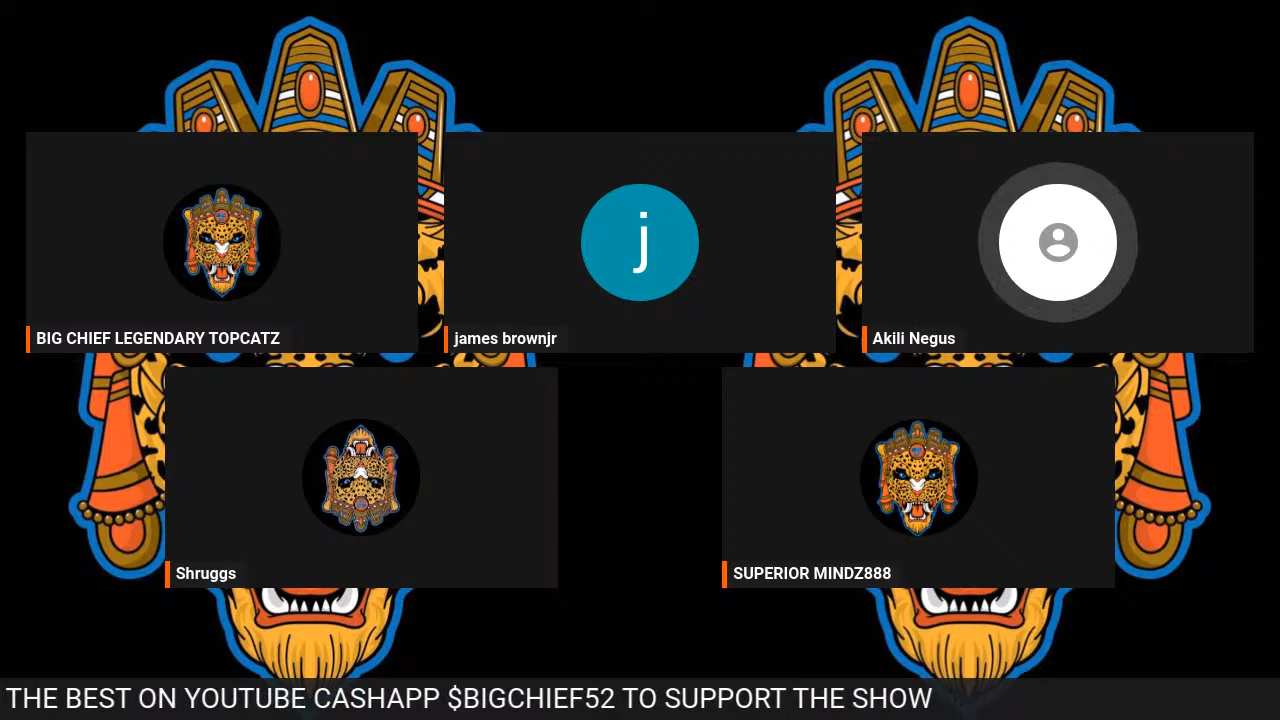 BIG CHIEF LEGENDARY TOPCATZ
j
james brownjr
Akili Negus
Shruggs
SUPERIOR MINDZ888
THE BEST ON YOUTUBE CASHAPP $BIGCHIEF52 TO SUPPORT THE SHOW